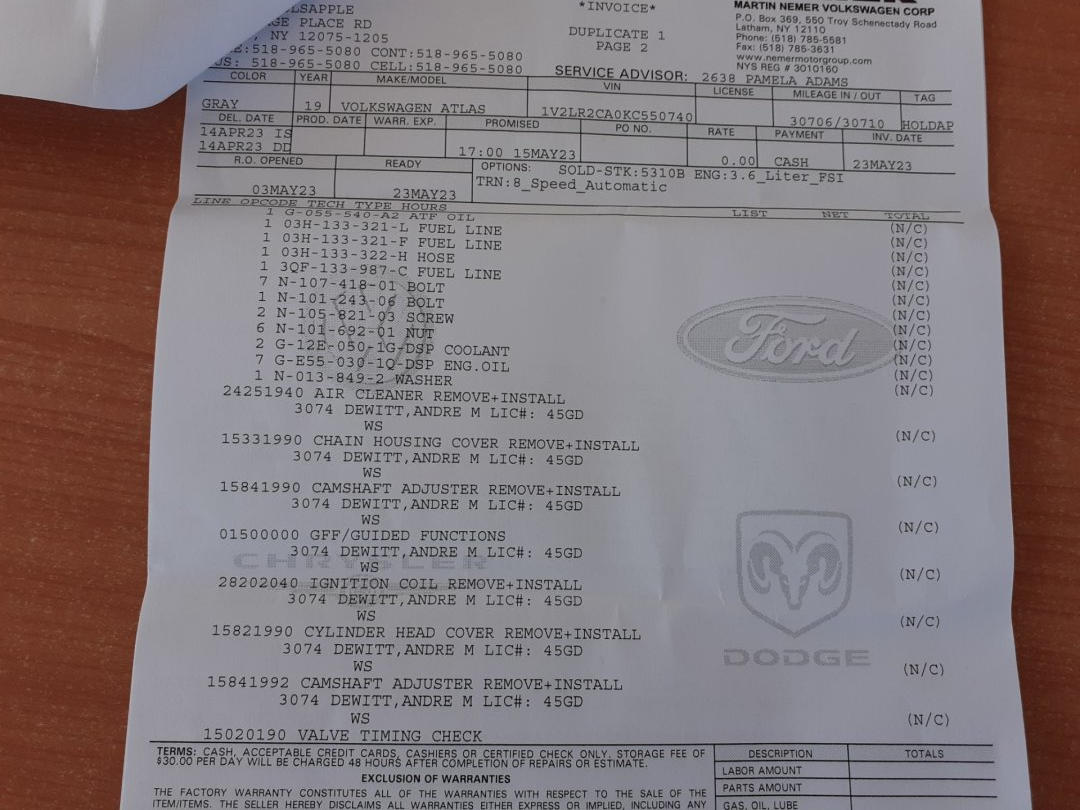 LSAPPLE
GE PLACE RD
, NY 12075-1205
E:518-965-5080 CONT:518-965-5080
US: 518-965-5080 CELL:518-965-5080
*INVOICE*
DUPLICATE 1
PAGE 2
SERVICE ADVISOR: 2638 PAMELA ADAMS
MARTIN NEMER VOLKSWAGEN CORP
P.O. Box 369, 550 Troy Schenectady Road
Latham, NY 12110
Phone: (518) 785-5581
Fax: (518) 785-3631
www.nemermotorgroup.com
NYS REG # 3010160
COLOR YEAR MAKE/MODEL VIN LICENSE MILEAGE IN / OUT TAG
GRAY 19 VOLKSWAGEN ATLAS 1V2LR2CA0KC550740 30706/30710 HOLDAP
DEL. DATE PROD. DATE WARR. EXP. PROMISED PO NO. RATE PAYMENT INV. DATE
14APR23 IS
14APR23 DD 17:00 15MAY23 0.00 CASH 23MAY23
R.O. OPENED READY OPTIONS: SOLD-STK:5310B ENG:3.6_Liter_FSI
TRN:8_Speed_Automatic
03MAY23 23MAY23
LINE OPCODE TECH TYPE HOURS LIST NET TOTAL
1 G-055-540-A2 ATF OIL (N/C)
1 03H-133-321-L FUEL LINE (N/C)
1 03H-133-321-F FUEL LINE (N/C)
1 03H-133-322-H HOSE (N/C)
1 3QF-133-987-C FUEL LINE (N/C)
7 N-107-418-01 BOLT (N/C)
1 N-101-243-06 BOLT (N/C)
2 N-105-821-03 SCREW (N/C)
6 N-101-692-01 NUT (N/C)
2 G-12E-050-1G-DSP COOLANT (N/C)
7 G-E55-030-1Q-DSP ENG.OIL (N/C)
1 N-013-849-2 WASHER (N/C)
24251940 AIR CLEANER REMOVE+INSTALL
3074 DEWITT,ANDRE M LIC#: 45GD
WS (N/C)
15331990 CHAIN HOUSING COVER REMOVE+INSTALL
3074 DEWITT,ANDRE M LIC#: 45GD
WS (N/C)
15841990 CAMSHAFT ADJUSTER REMOVE+INSTALL
3074 DEWITT,ANDRE M LIC#: 45GD
WS (N/C)
01500000 GFF/GUIDED FUNCTIONS
3074 DEWITT,ANDRE M LIC#: 45GD
WS (N/C)
28202040 IGNITION COIL REMOVE+INSTALL
3074 DEWITT,ANDRE M LIC#: 45GD
WS (N/C)
15821990 CYLINDER HEAD COVER REMOVE+INSTALL
3074 DEWITT,ANDRE M LIC#: 45GD
WS (N/C)
15841992 CAMSHAFT ADJUSTER REMOVE+INSTALL
3074 DEWITT,ANDRE M LIC#: 45GD
WS (N/C)
15020190 VALVE TIMING CHECK
Ford
CHRYSLER
DODGE
TERMS: CASH, ACCEPTABLE CREDIT CARDS, CASHIERS OR CERTIFIED CHECK ONLY. STORAGE FEE OF
$30.00 PER DAY WILL BE CHARGED 48 HOURS AFTER COMPLETION OF REPAIRS OR ESTIMATE.
EXCLUSION OF WARRANTIES
THE FACTORY WARRANTY CONSTITUTES ALL OF THE WARRANTIES WITH RESPECT TO THE SALE OF THE
ITEM/ITEMS. THE SELLER HEREBY DISCLAIMS ALL WARRANTIES EITHER EXPRESS OR IMPLIED, INCLUDING ANY
DESCRIPTION TOTALS
LABOR AMOUNT
PARTS AMOUNT
GAS, OIL, LUBE